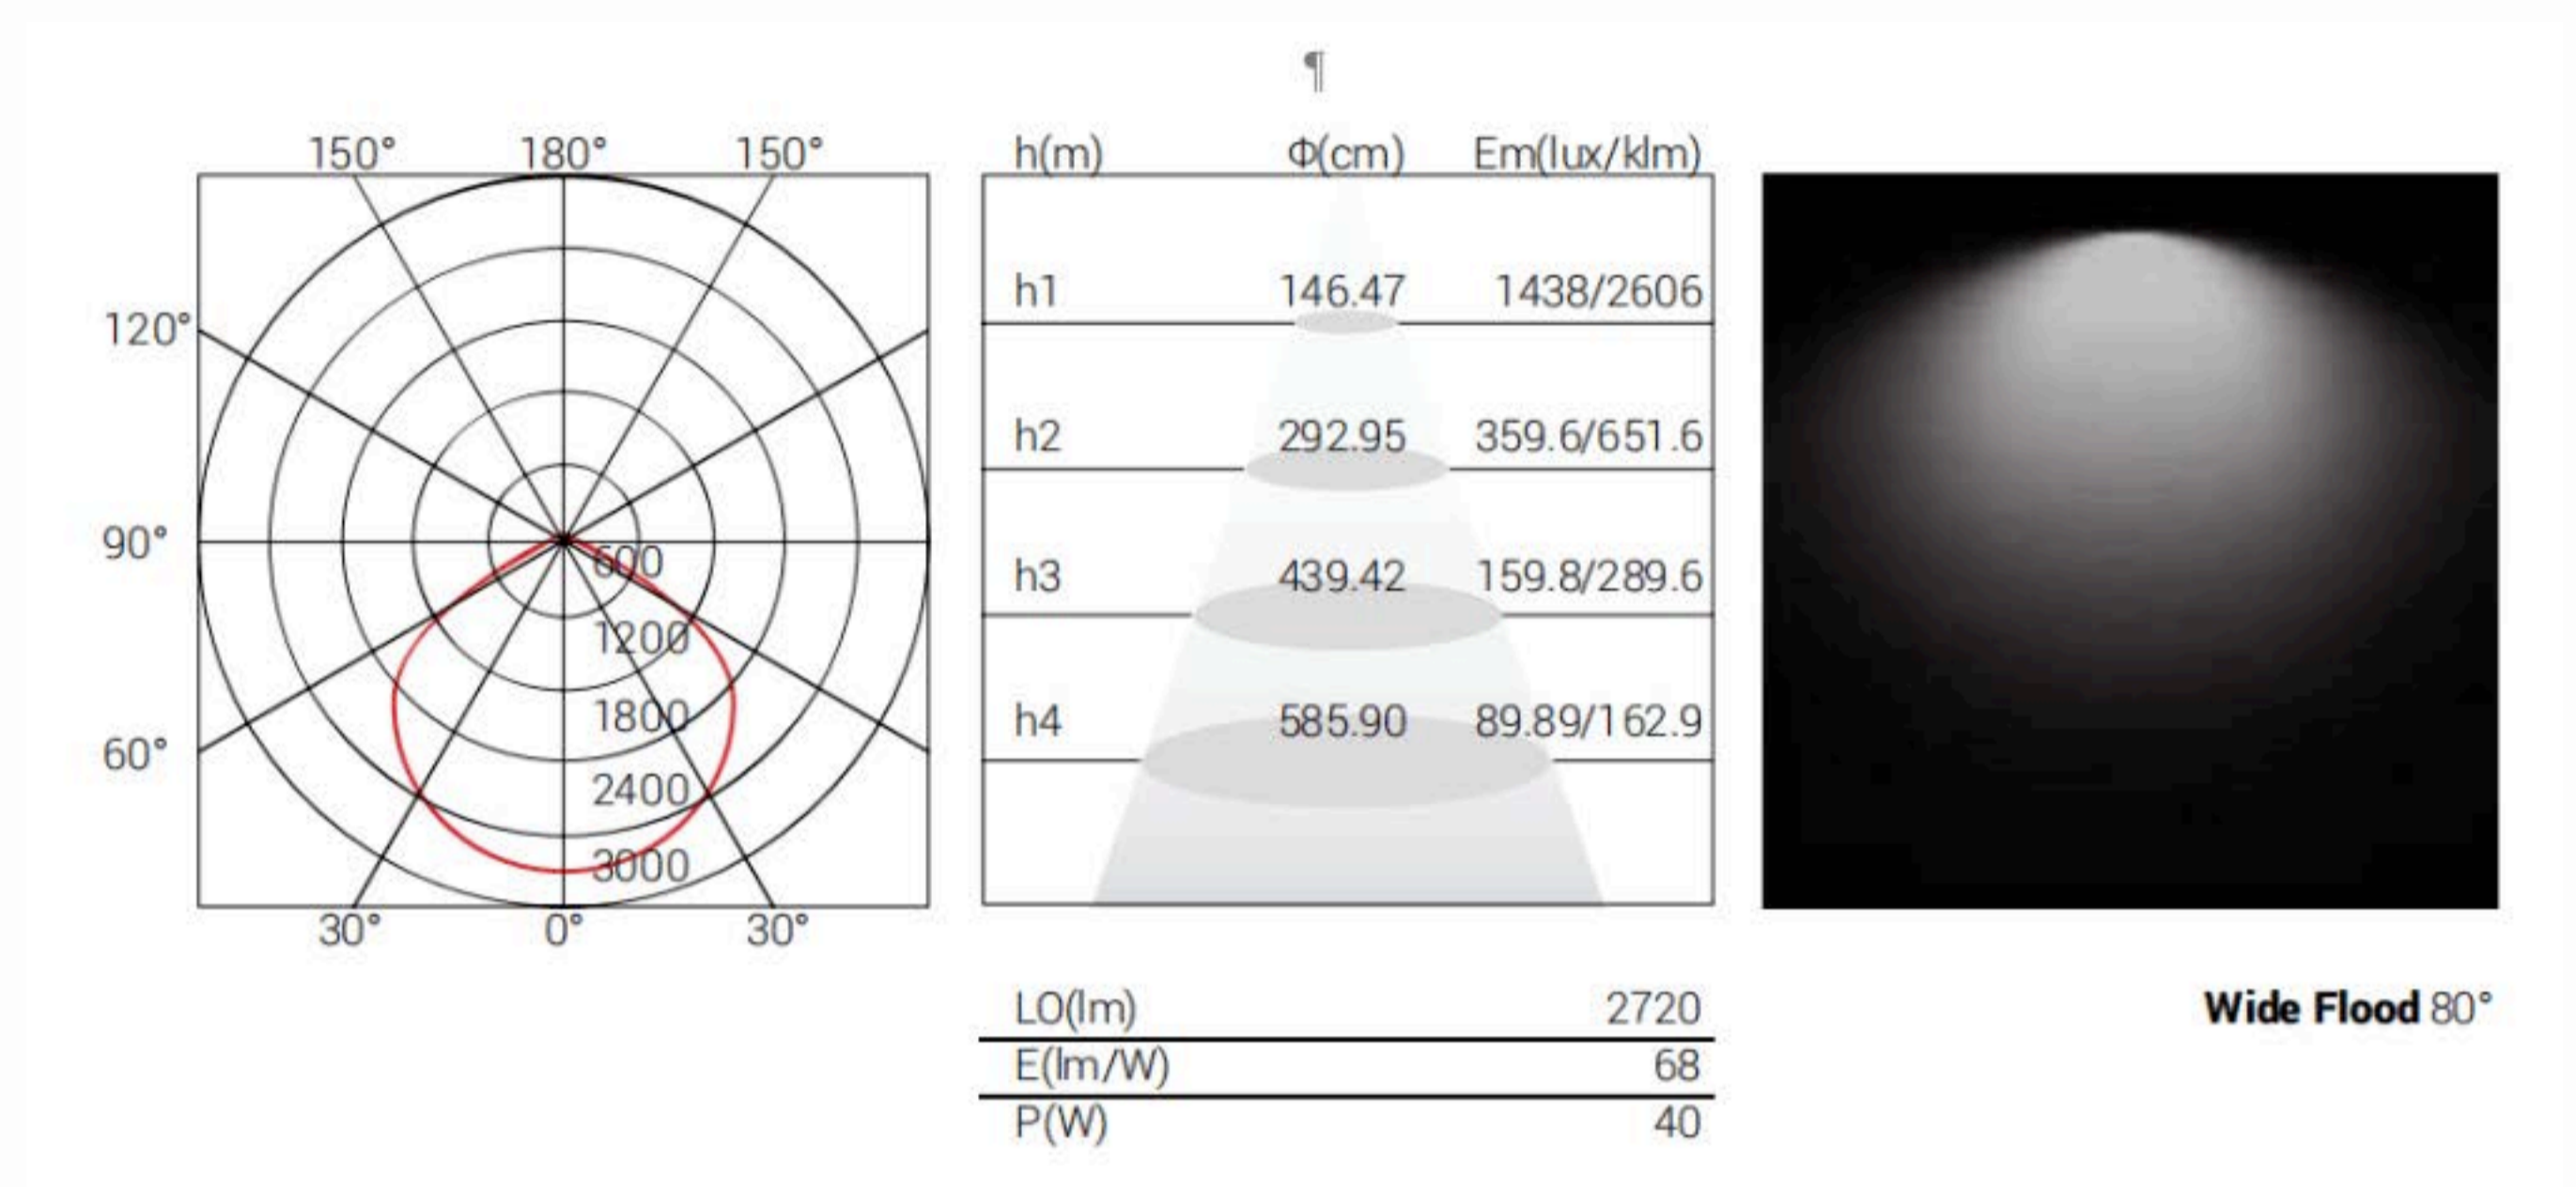 ¶
150° 180° 150°
120°
90°
60°
600
1200
1800
2400
3000
30° 0° 30°
h(m) Φ(cm) Em(lux/klm)
h1 146.47 1438/2606
h2 292.95 359.6/651.6
h3 439.42 159.8/289.6
h4 585.90 89.89/162.9
LO(lm) 2720
E(lm/W) 68
P(W) 40
Wide Flood 80°